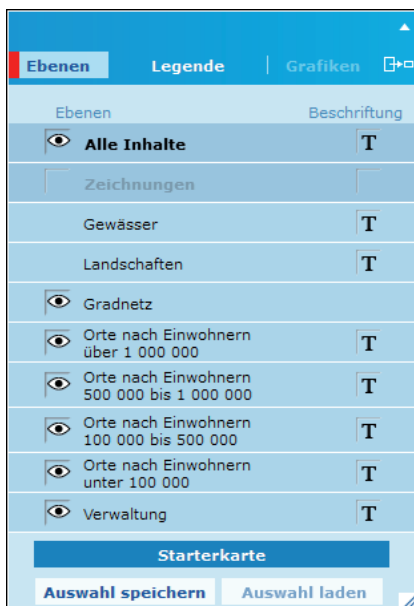 Ebenen Legende Grafiken
Ebenen Beschriftung
Alle Inhalte T
Zeichnungen
Gewässer T
Landschaften T
Gradnetz
Orte nach Einwohnern
über 1 000 000 T
Orte nach Einwohnern
500 000 bis 1 000 000 T
Orte nach Einwohnern
100 000 bis 500 000 T
Orte nach Einwohnern
unter 100 000 T
Verwaltung T
Starterkarte
Auswahl speichern Auswahl laden